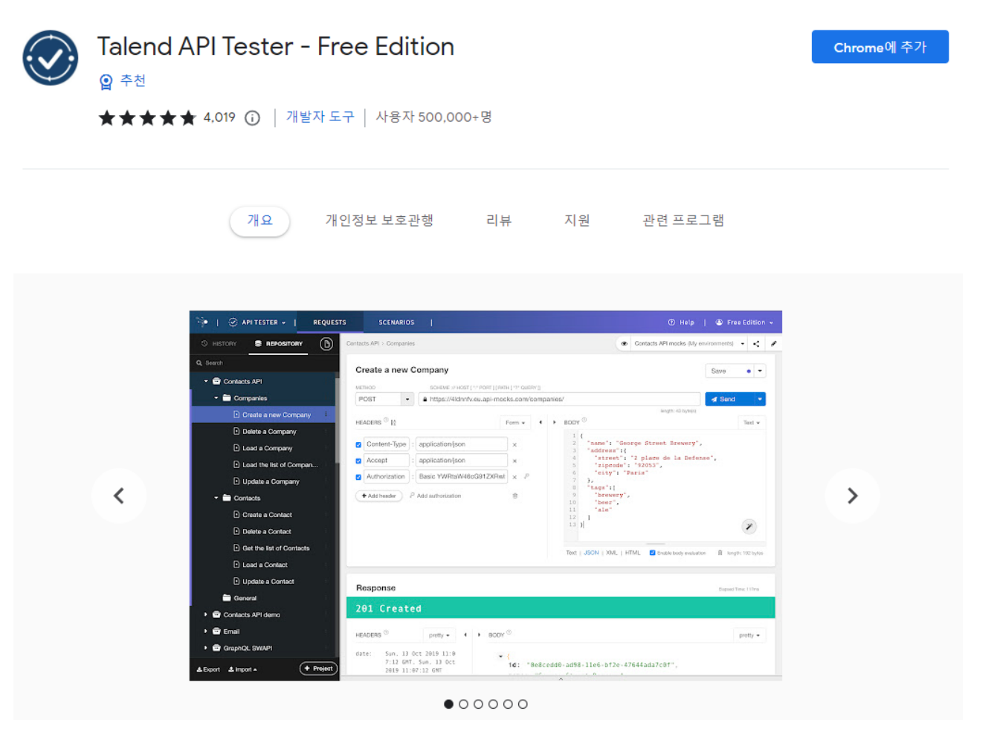 Talend API Tester - Free Edition
Chrome에 추가
추천
4,019 | 개발자 도구 | 사용자 500,000+명
개요 개인정보 보호관행 리뷰 지원 관련 프로그램
API TESTER REQUESTS SCENARIOS Help Free Edition
HISTORY REPOSITORY
Contacts API › Companies
Contacts API mocks (My environments)
Search
Contacts API
Companies
Create a new Company
Delete a Company
Load a Company
Load the list of Compan...
Update a Company
Contacts
Create a Contact
Delete a Contact
Get the list of Contacts
Load a Contact
Update a Contact
General
Contacts API demo
Email
GraphQL SWAPI
Export Import + Project
Create a new Company
Save
METHOD SCHEME :// HOST [ ":" PORT ] [ PATH ] "?" QUERY ]]
POST https://4ldnnfv.eu.api-mocks.com/companies/ Send
HEADERS Form
Content-Type : application/json
Accept : application/json
Authorization :
+ Add header Add authorization
BODY Text
1 {
2 "name": "George Street Brewery",
3 "address":{
4 "street": "2 place de la Defense",
5 "zipcode": "92053",
6 "city": "Paris"
7 },
8 "tags":[
9 "brewery",
10 "beer",
11 "ale"
12 ]
13 }
Text | JSON | XML | HTML Enable body evaluation length: 192 bytes
Response
Elapsed Time: 117ms
201 Created
HEADERS pretty
date: Sun, 13 Oct 2019 11:0
7:12 GMT, Sun, 13 Oct
2019 11:07:12 GMT
BODY pretty
{
id: "0e8cedd0-ad98-11e6-bf2e-47644ada7c0f",